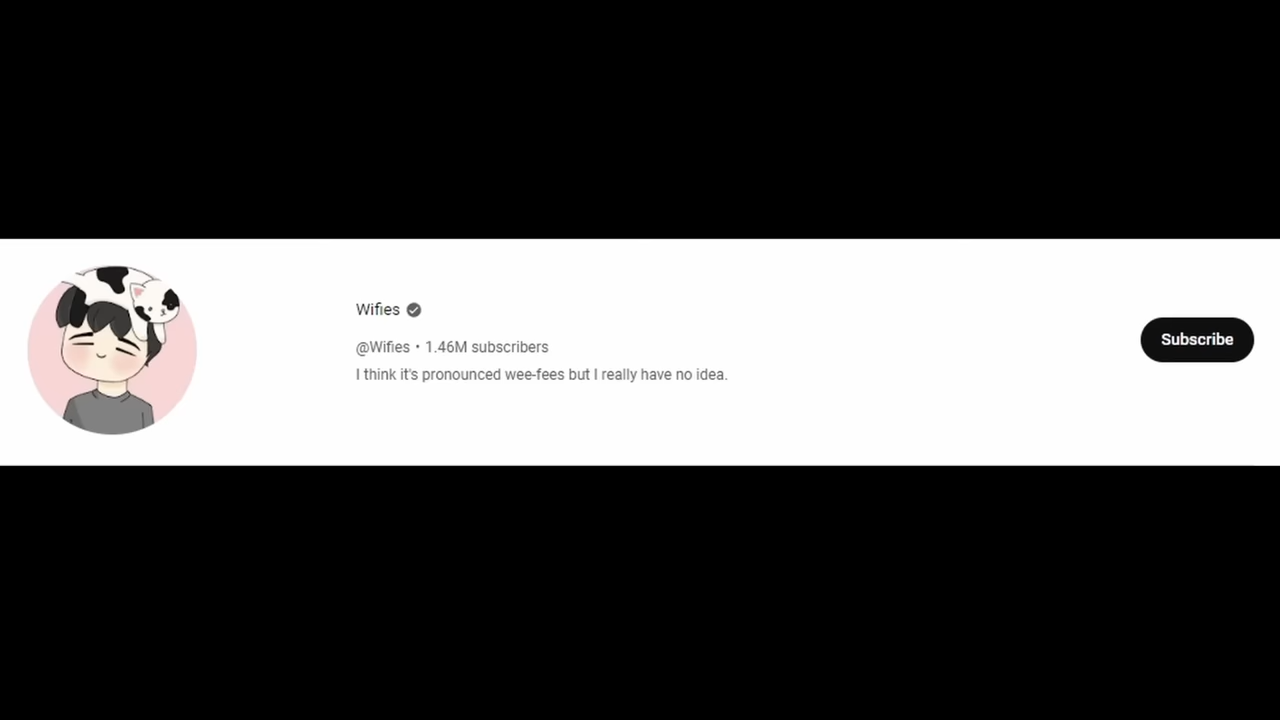 Wifies
@Wifies • 1.46M subscribers
I think it's pronounced wee-fees but I really have no idea.
Subscribe